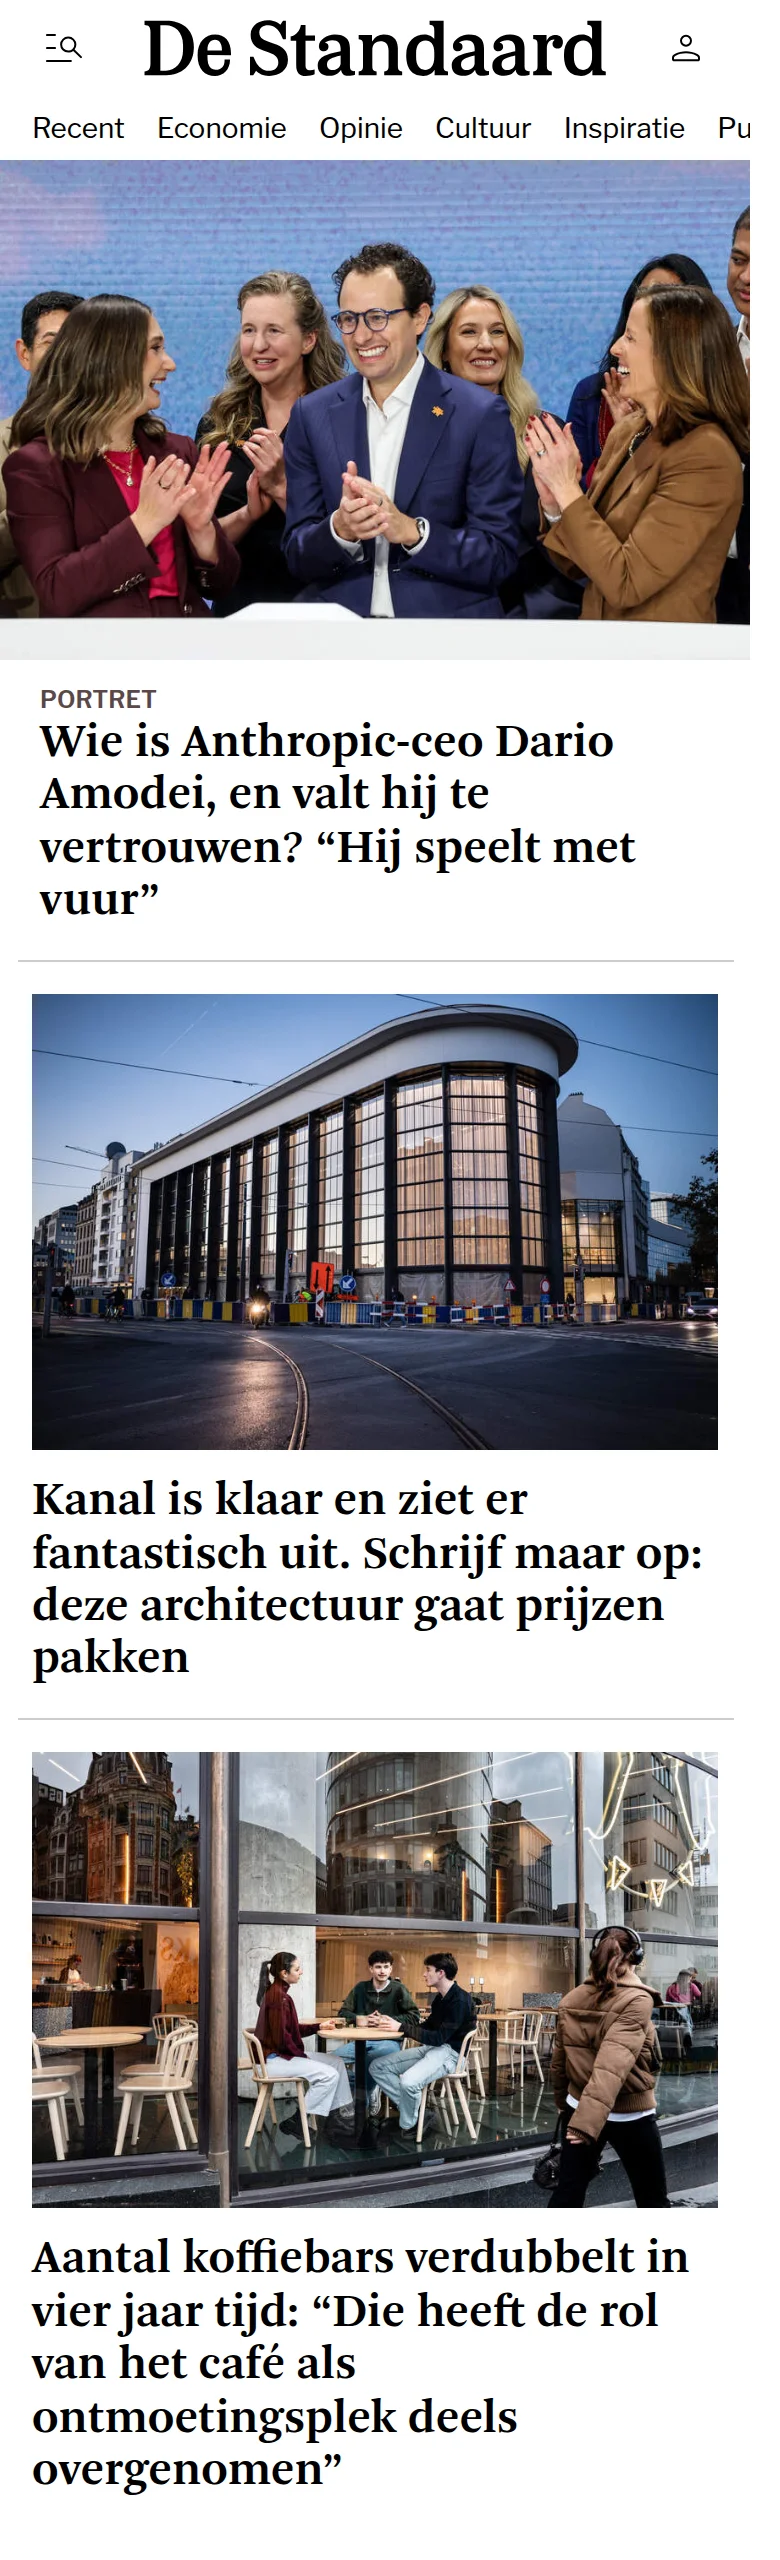 De Standaard
Recent Economie Opinie Cultuur Inspiratie Pu
PORTRET
Wie is Anthropic-ceo Dario
Amodei, en valt hij te
vertrouwen? “Hij speelt met
vuur”
Kanal is klaar en ziet er
fantastisch uit. Schrijf maar op:
deze architectuur gaat prijzen
pakken
Aantal koffiebars verdubbelt in
vier jaar tijd: “Die heeft de rol
van het café als
ontmoetingsplek deels
overgenomen”